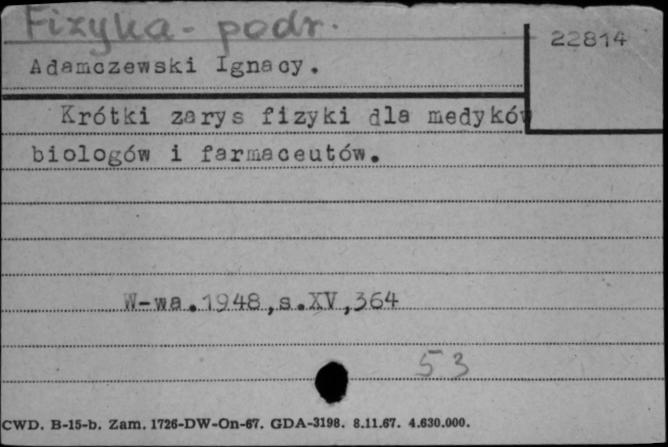 Fizyka - podr.
22814
Adamczewski Ignacy.
Krótki zarys fizyki dla medyków
biologów i farmaceutów.
W-wa.1948,s.XV,364
53
CWD. B-15-b. Zam. 1726-DW-On-67. GDA-3198. 8.11.67. 4.630.000.